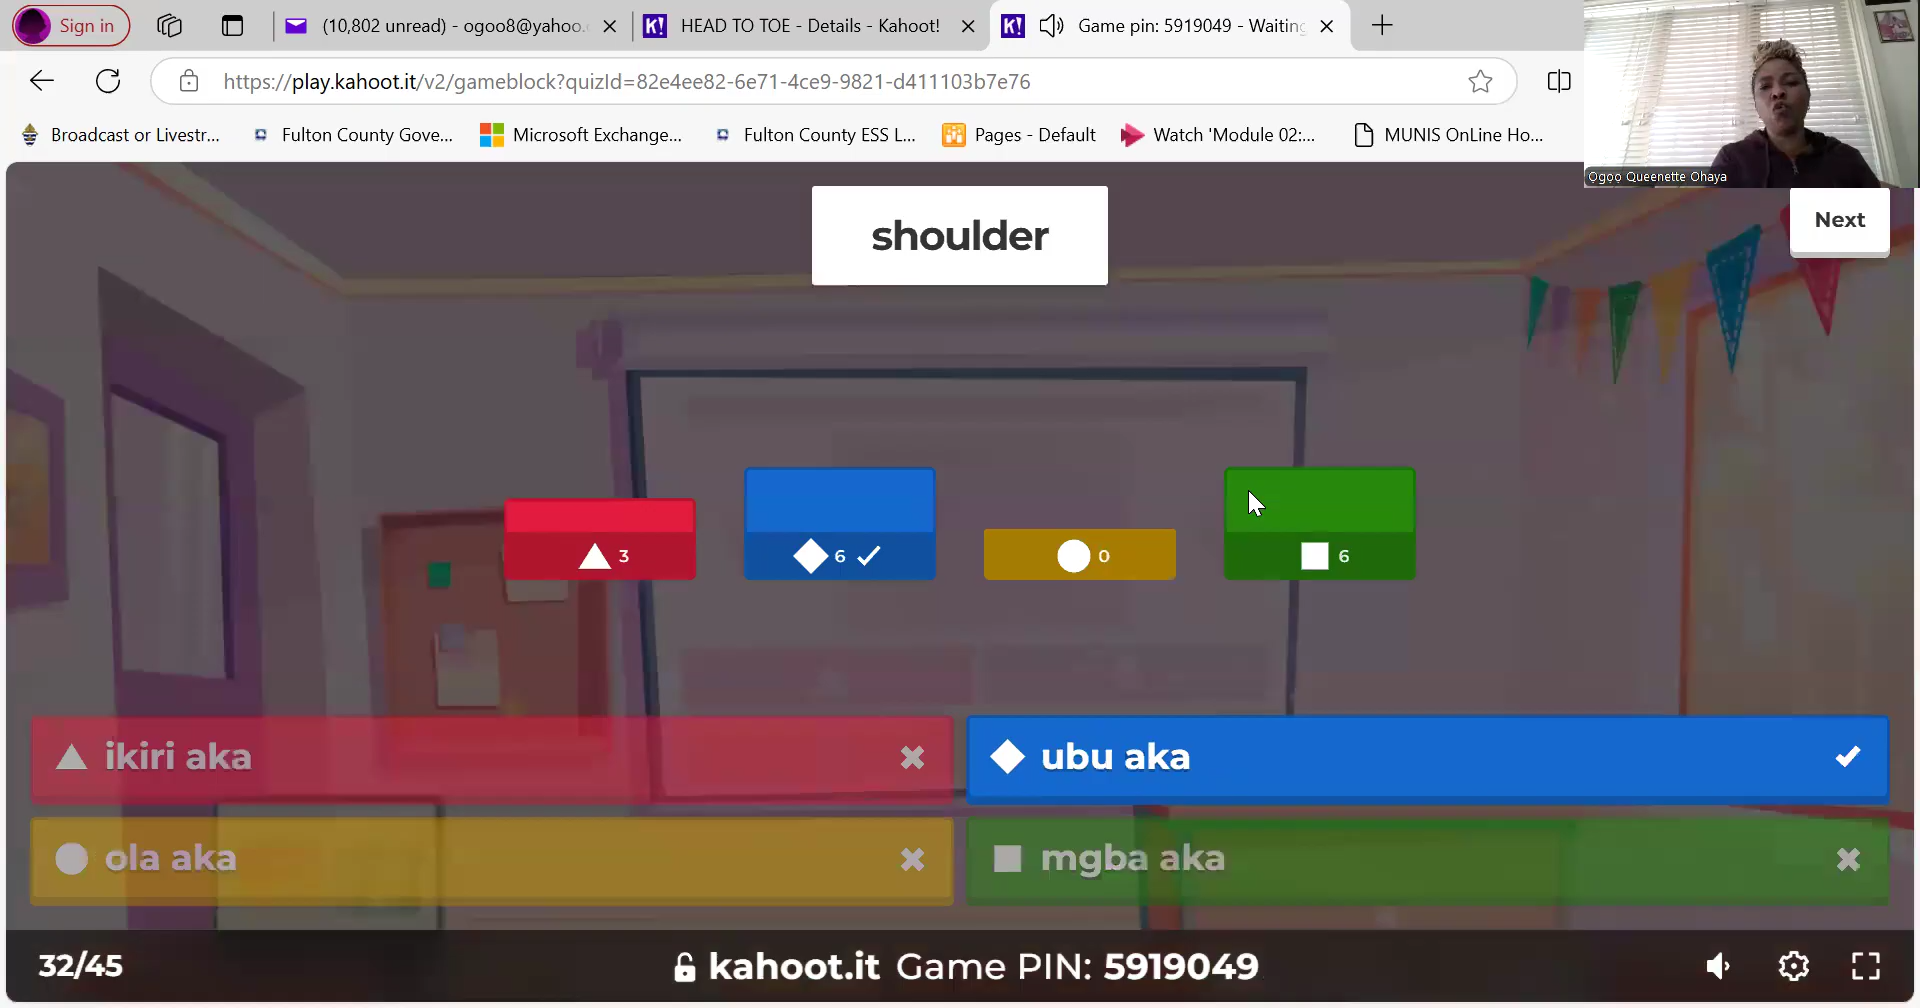 Sign in
(10,802 unread) - ogoo8@yahoo.c
HEAD TO TOE - Details - Kahoot!
Game pin: 5919049 - Waiting
https://play.kahoot.it/v2/gameblock?quizId=82e4ee82-6e71-4ce9-9821-d411103b7e76
Broadcast or Livestr...
Fulton County Gove...
Microsoft Exchange...
Fulton County ESS L...
Pages - Default
Watch 'Module 02:...
MUNIS OnLine Ho...
Ọgọọ Queenette Ohaya
Next
shoulder
3
6
0
6
ikiri aka
ubu aka
ola aka
mgba aka
32/45
kahoot.it Game PIN: 5919049